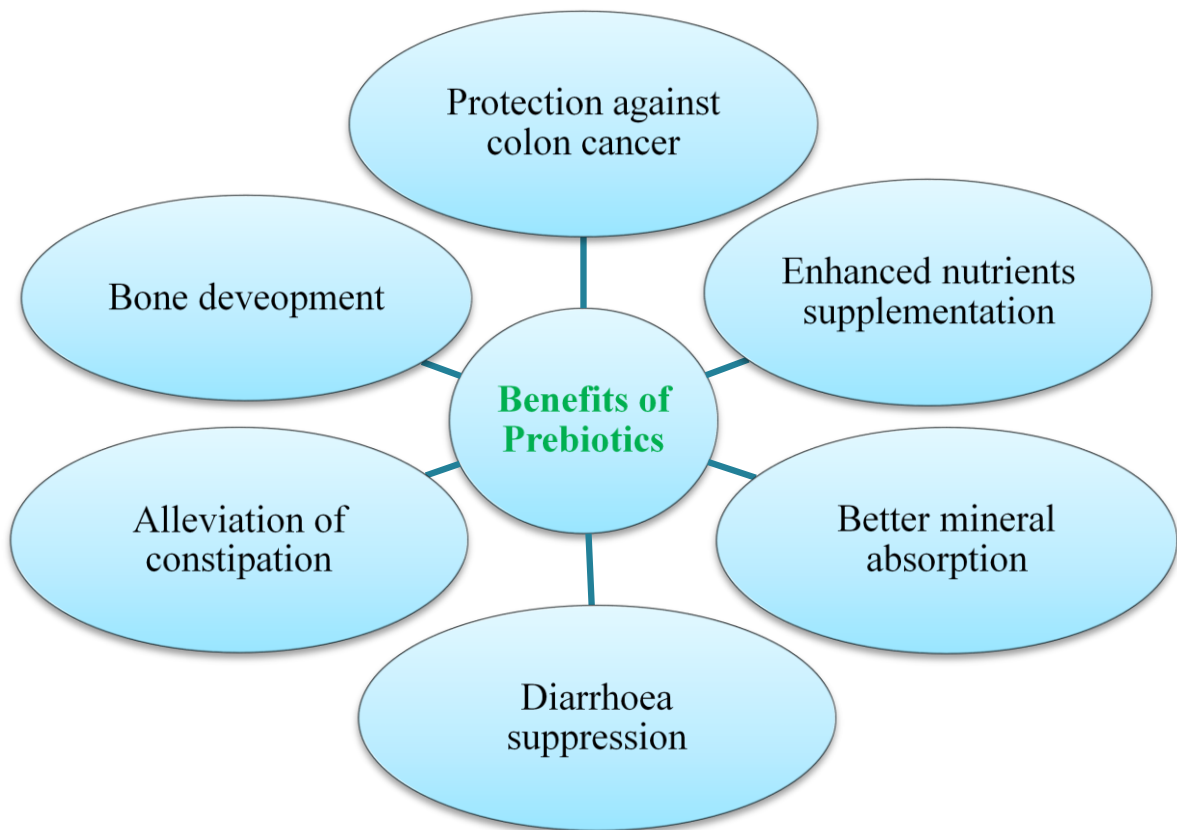 Protection against
colon cancer
Enhanced nutrients
supplementation
Bone deveopment
Benefits of
Prebiotics
Alleviation of
constipation
Better mineral
absorption
Diarrhoea
suppression